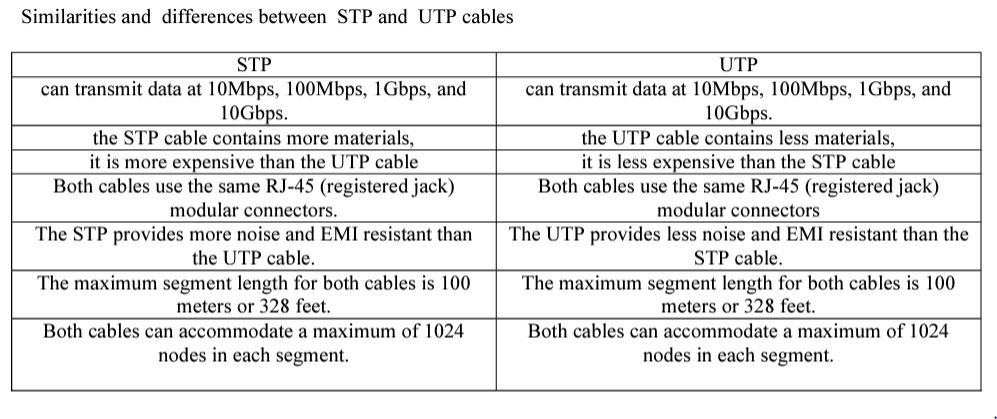 Similarities and differences between STP and UTP cables
STP
UTP
can transmit data at 10Mbps, 100Mbps, 1Gbps, and
10Gbps.
can transmit data at 10Mbps, 100Mbps, 1Gbps, and
10Gbps.
the STP cable contains more materials,
the UTP cable contains less materials,
it is more expensive than the UTP cable
it is less expensive than the STP cable
Both cables use the same RJ-45 (registered jack)
modular connectors.
Both cables use the same RJ-45 (registered jack)
modular connectors
The STP provides more noise and EMI resistant than
the UTP cable.
The UTP provides less noise and EMI resistant than the
STP cable.
The maximum segment length for both cables is 100
meters or 328 feet.
The maximum segment length for both cables is 100
meters or 328 feet.
Both cables can accommodate a maximum of 1024
nodes in each segment.
Both cables can accommodate a maximum of 1024
nodes in each segment.
.